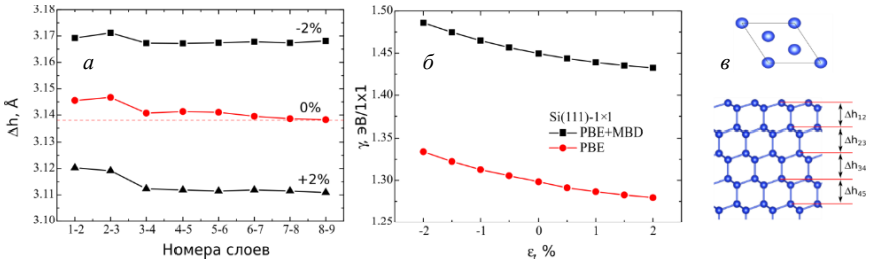 3.18
3.17
3.16
3.15
3.14
3.13
3.12
3.11
3.10
Δh, Å
а
-2%
0%
+2%
1-2 2-3 3-4 4-5 5-6 6-7 7-8 8-9
Номера слоев
1.50
1.45
1.40
1.35
1.30
1.25
γ, эВ/1x1
б
Si(111)-1×1
PBE+MBD
PBE
-2 -1 0 1 2
ε, %
в
Δh12
Δh23
Δh34
Δh45